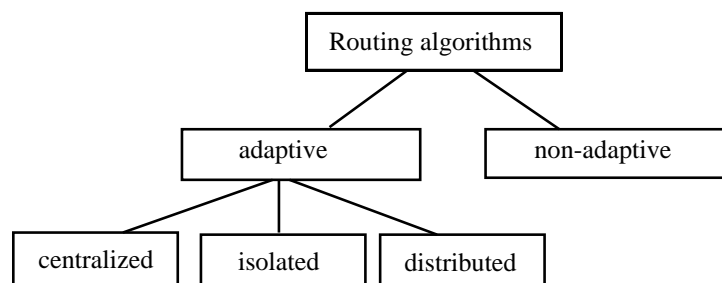 Routing algorithms
adaptive
non-adaptive
centralized
isolated
distributed